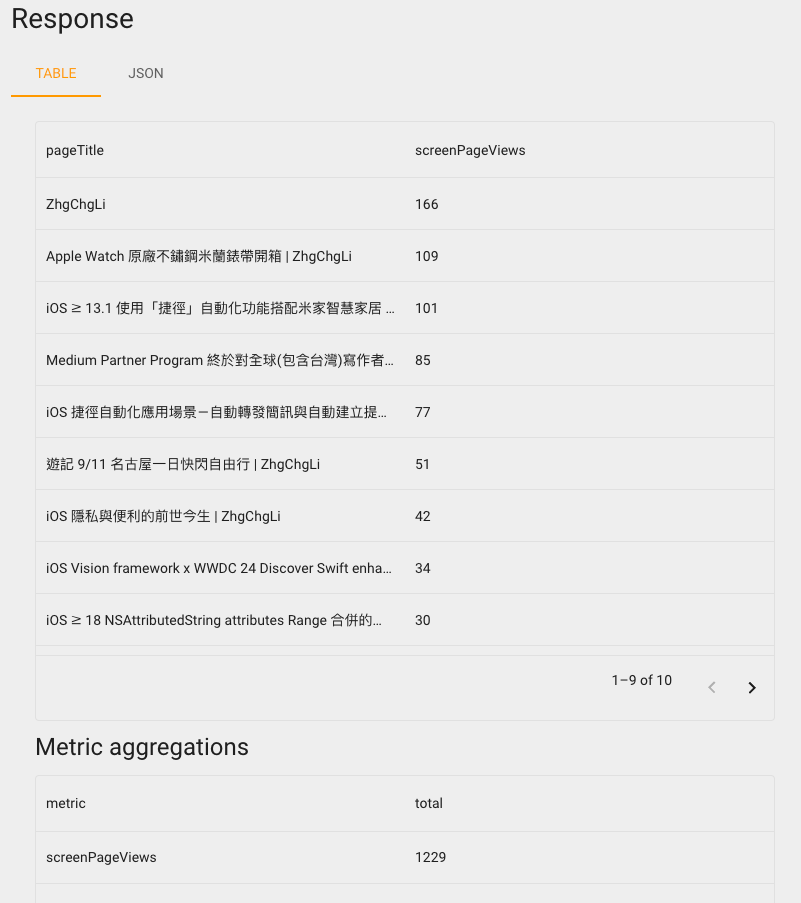 Response
TABLE JSON
pageTitle screenPageViews
ZhgChgLi 166
Apple Watch 原廠不鏽鋼米蘭錶帶開箱 | ZhgChgLi 109
iOS ≥ 13.1 使用「捷徑」自動化功能搭配米家智慧家居 ... 101
Medium Partner Program 終於對全球(包含台灣)寫作者... 85
iOS 捷徑自動化應用場景 — 自動轉發簡訊與自動建立提... 77
遊記 9/11 名古屋一日快閃自由行 | ZhgChgLi 51
iOS 隱私與便利的前世今生 | ZhgChgLi 42
iOS Vision framework x WWDC 24 Discover Swift enha... 34
iOS ≥ 18 NSAttributedString attributes Range 合併的... 30
1–9 of 10
Metric aggregations
metric total
screenPageViews 1229